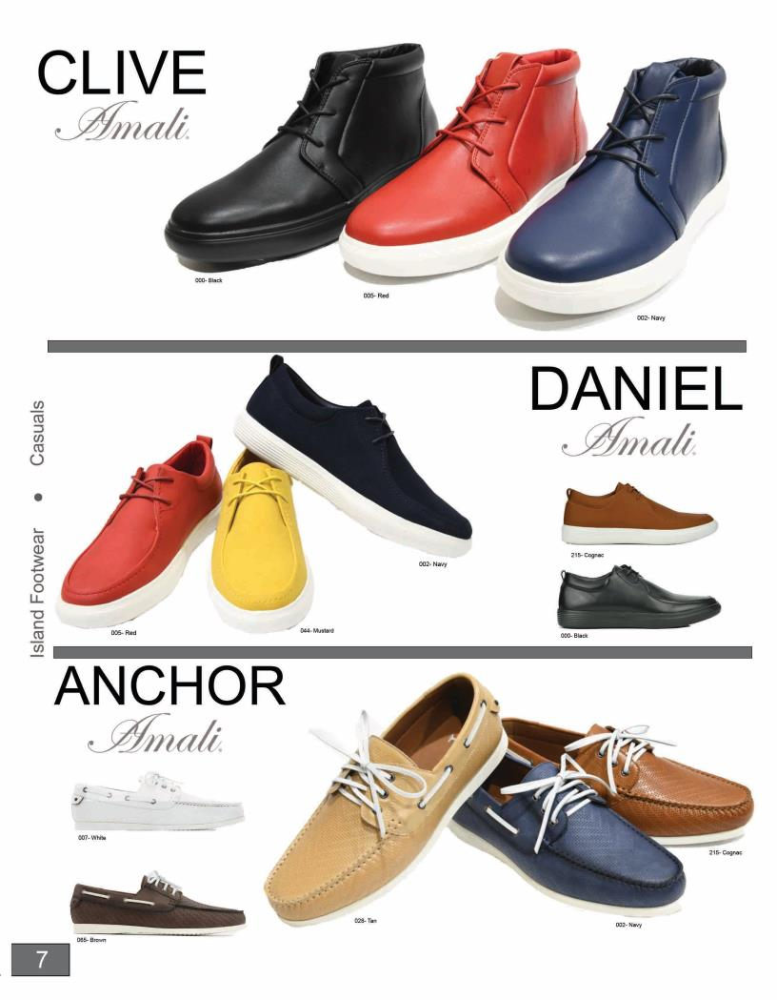 CLIVE
Amali®
000- Black
005- Red
002- Navy
Island Footwear • Casuals
DANIEL
Amali®
215- Cognac
000- Black
002- Navy
005- Red
044- Mustard
ANCHOR
Amali®
007- White
065- Brown
028- Tan
002- Navy
215- Cognac
7